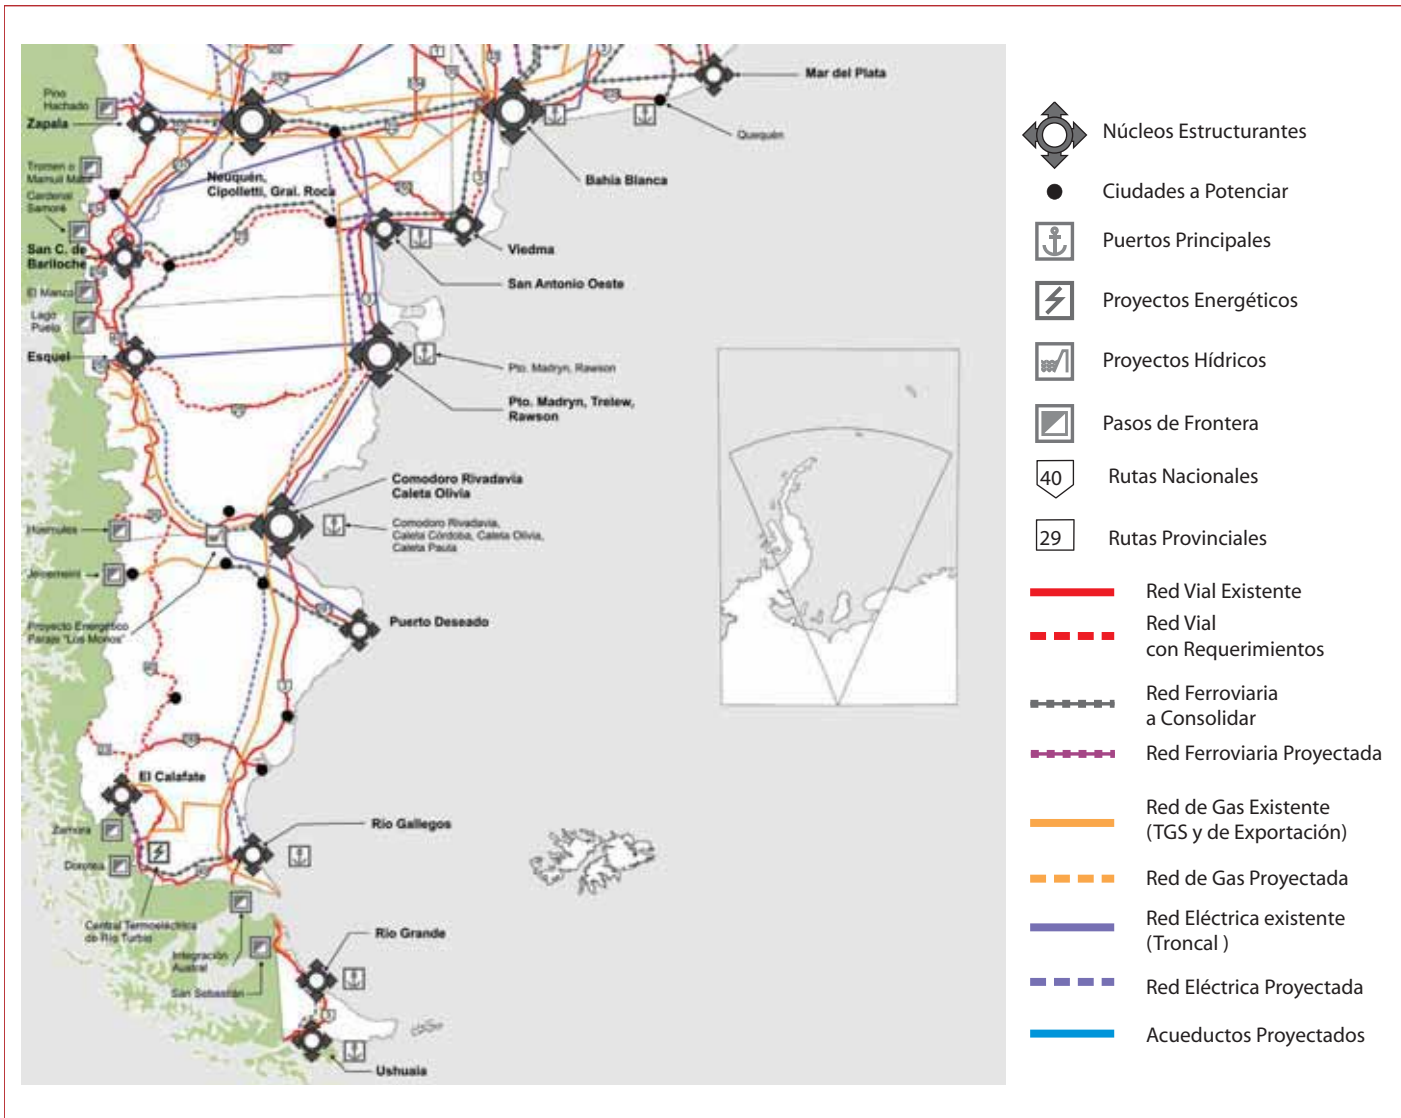 Mar del Plata
Pino
Hachado
Zapala
Quequén
Tromen o
Mamuil Malal
Neuquén,
Cipolletti, Gral. Roca
Bahía Blanca
Cardenal
Samoré
San C. de
Bariloche
Viedma
San Antonio Oeste
El Manco
Lago
Puelo
Esquel
Pto. Madryn, Rawson
Pto. Madryn, Trelew,
Rawson
Comodoro Rivadavia
Caleta Olivia
Comodoro Rivadavia,
Caleta Córdoba, Caleta Olivia,
Caleta Paula
Huemules
Jeinemeini
Proyecto Energético
Paraje "Los Monos"
Puerto Deseado
El Calafate
Zamora
Río Gallegos
Dorotea
Central Termoeléctrica
de Río Turbio
Integración
Austral
San Sebastián
Río Grande
Ushuaia
3
3
3
3
Núcleos Estructurantes
Ciudades a Potenciar
Puertos Principales
Proyectos Energéticos
Proyectos Hídricos
Pasos de Frontera
40 Rutas Nacionales
29 Rutas Provinciales
Red Vial Existente
Red Vial
con Requerimientos
Red Ferroviaria
a Consolidar
Red Ferroviaria Proyectada
Red de Gas Existente
(TGS y de Exportación)
Red de Gas Proyectada
Red Eléctrica existente
(Troncal )
Red Eléctrica Proyectada
Acueductos Proyectados